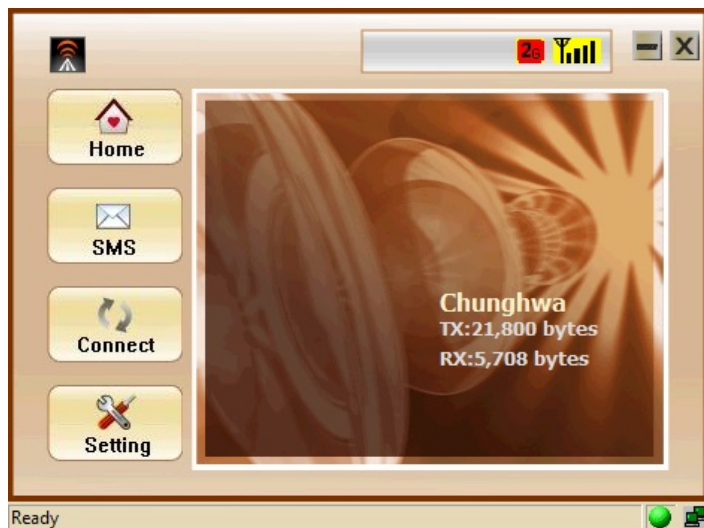 2G
Home
SMS
Connect
Setting
Chunghwa
TX:21,800 bytes
RX:5,708 bytes
Ready